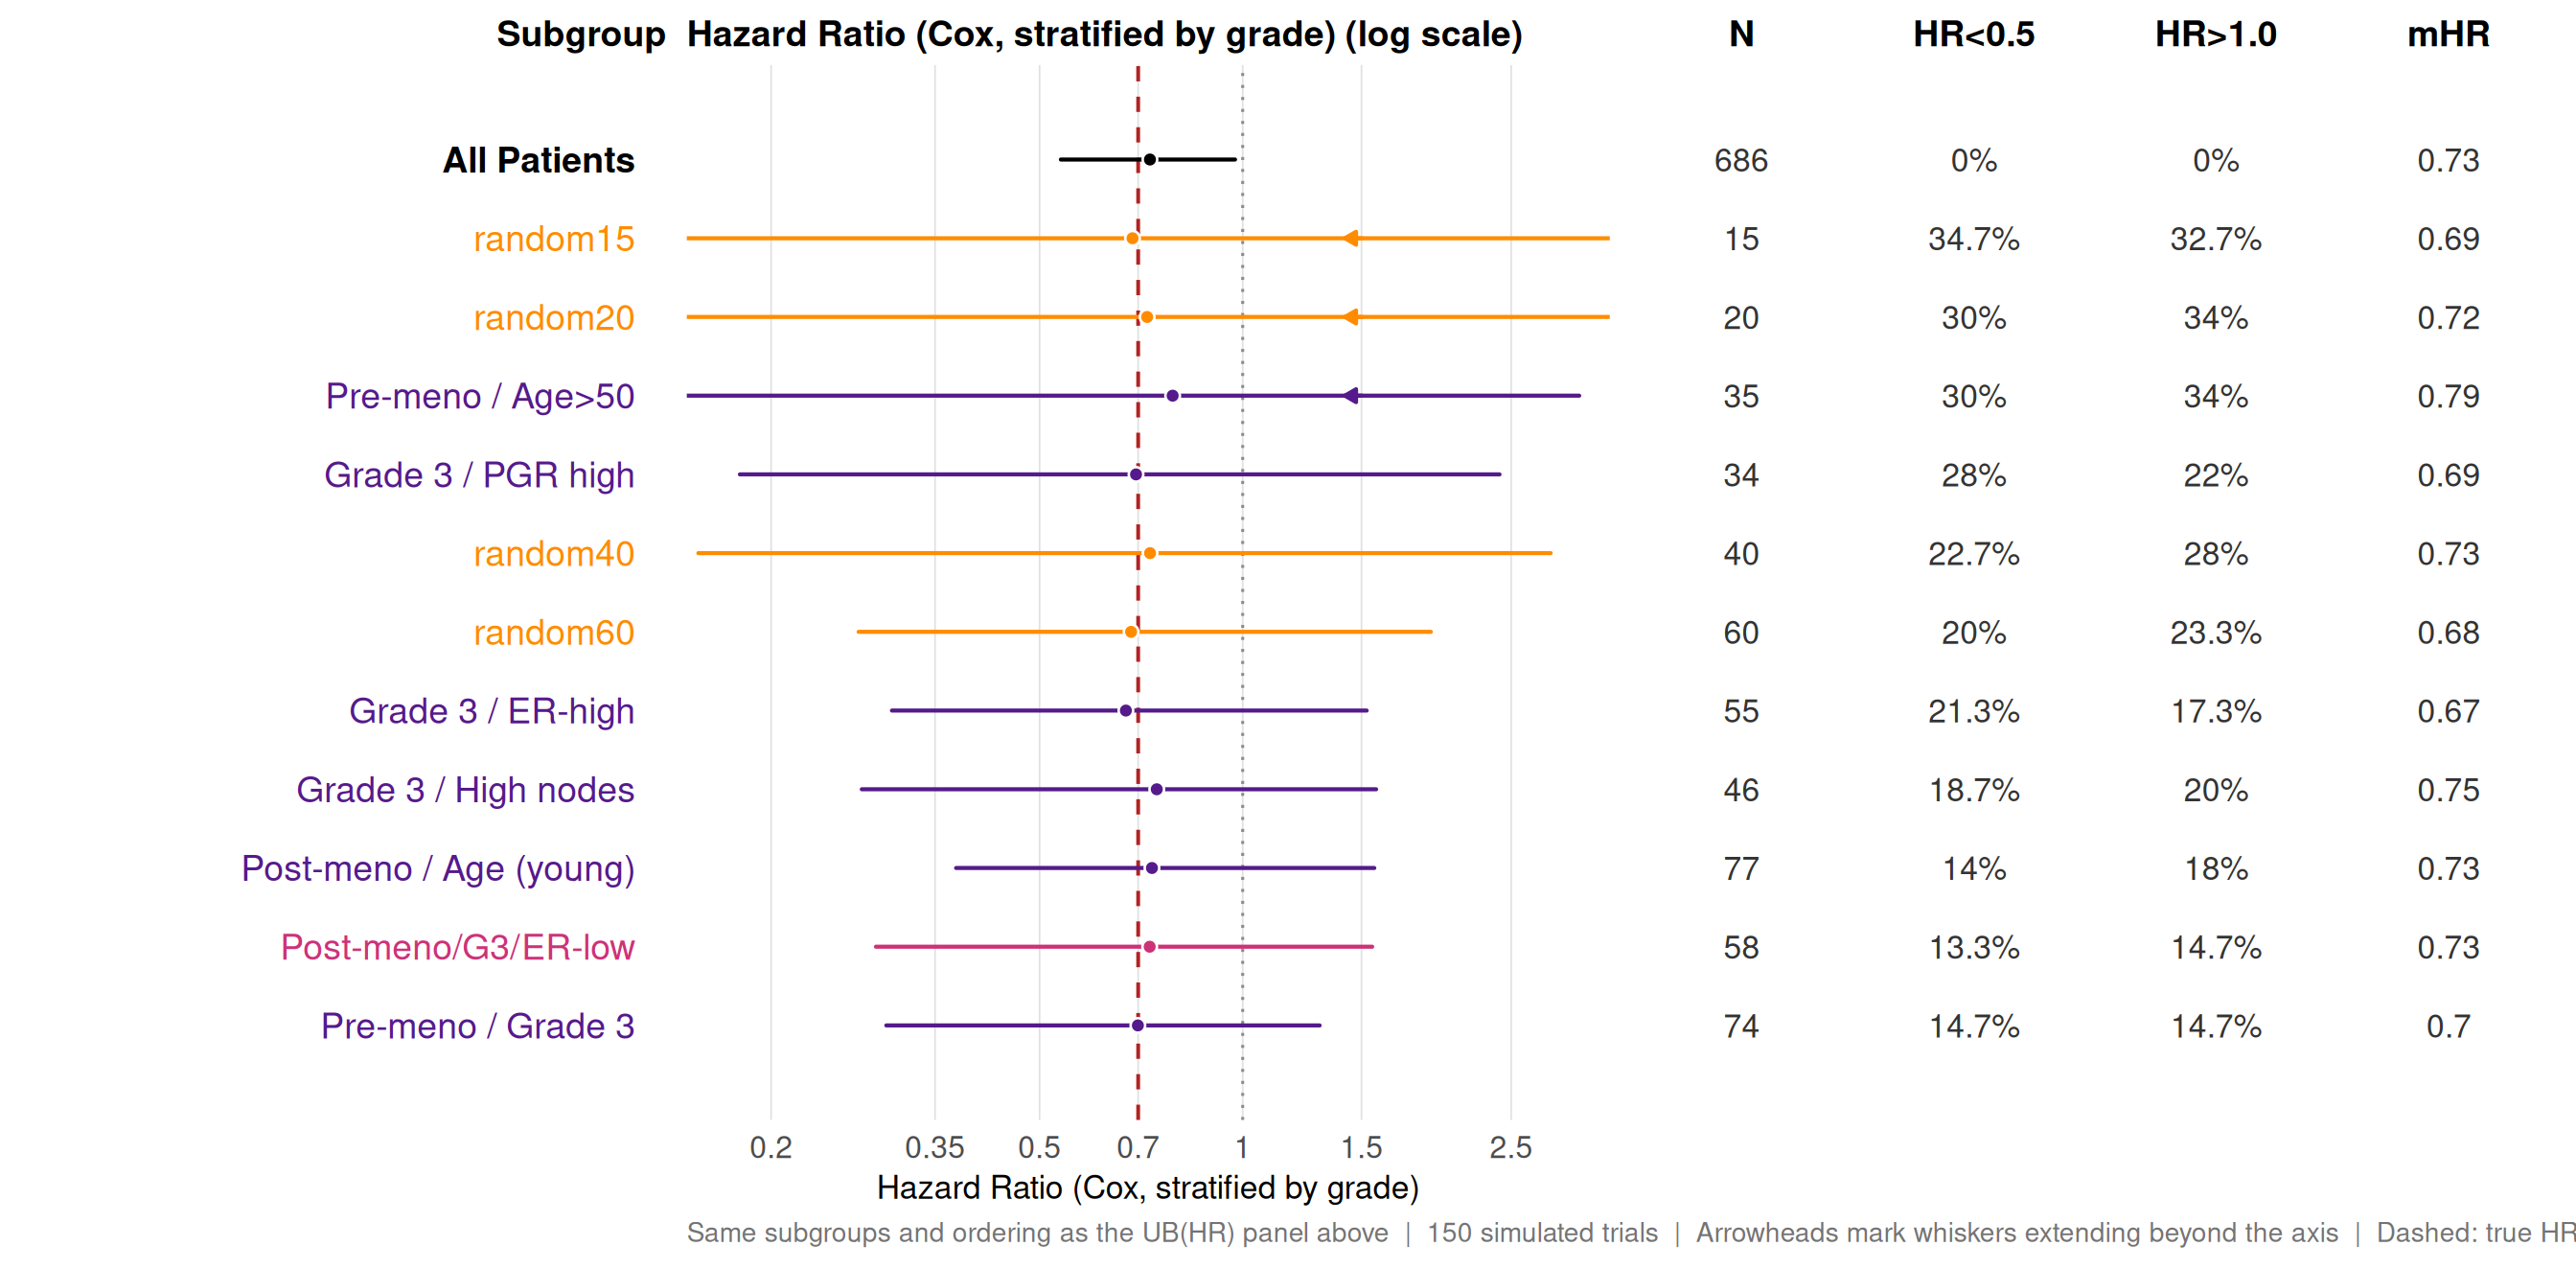 Subgroup Hazard Ratio (Cox, stratified by grade) (log scale) N HR<0.5 HR>1.0 mHR
All Patients 686 0% 0% 0.73
random15 15 34.7% 32.7% 0.69
random20 20 30% 34% 0.72
Pre-meno / Age>50 35 30% 34% 0.79
Grade 3 / PGR high 34 28% 22% 0.69
random40 40 22.7% 28% 0.73
random60 60 20% 23.3% 0.68
Grade 3 / ER-high 55 21.3% 17.3% 0.67
Grade 3 / High nodes 46 18.7% 20% 0.75
Post-meno / Age (young) 77 14% 18% 0.73
Post-meno/G3/ER-low 58 13.3% 14.7% 0.73
Pre-meno / Grade 3 74 14.7% 14.7% 0.7
0.2 0.35 0.5 0.7 1 1.5 2.5
Hazard Ratio (Cox, stratified by grade)
Same subgroups and ordering as the UB(HR) panel above | 150 simulated trials | Arrowheads mark whiskers extending beyond the axis | Dashed: true HR